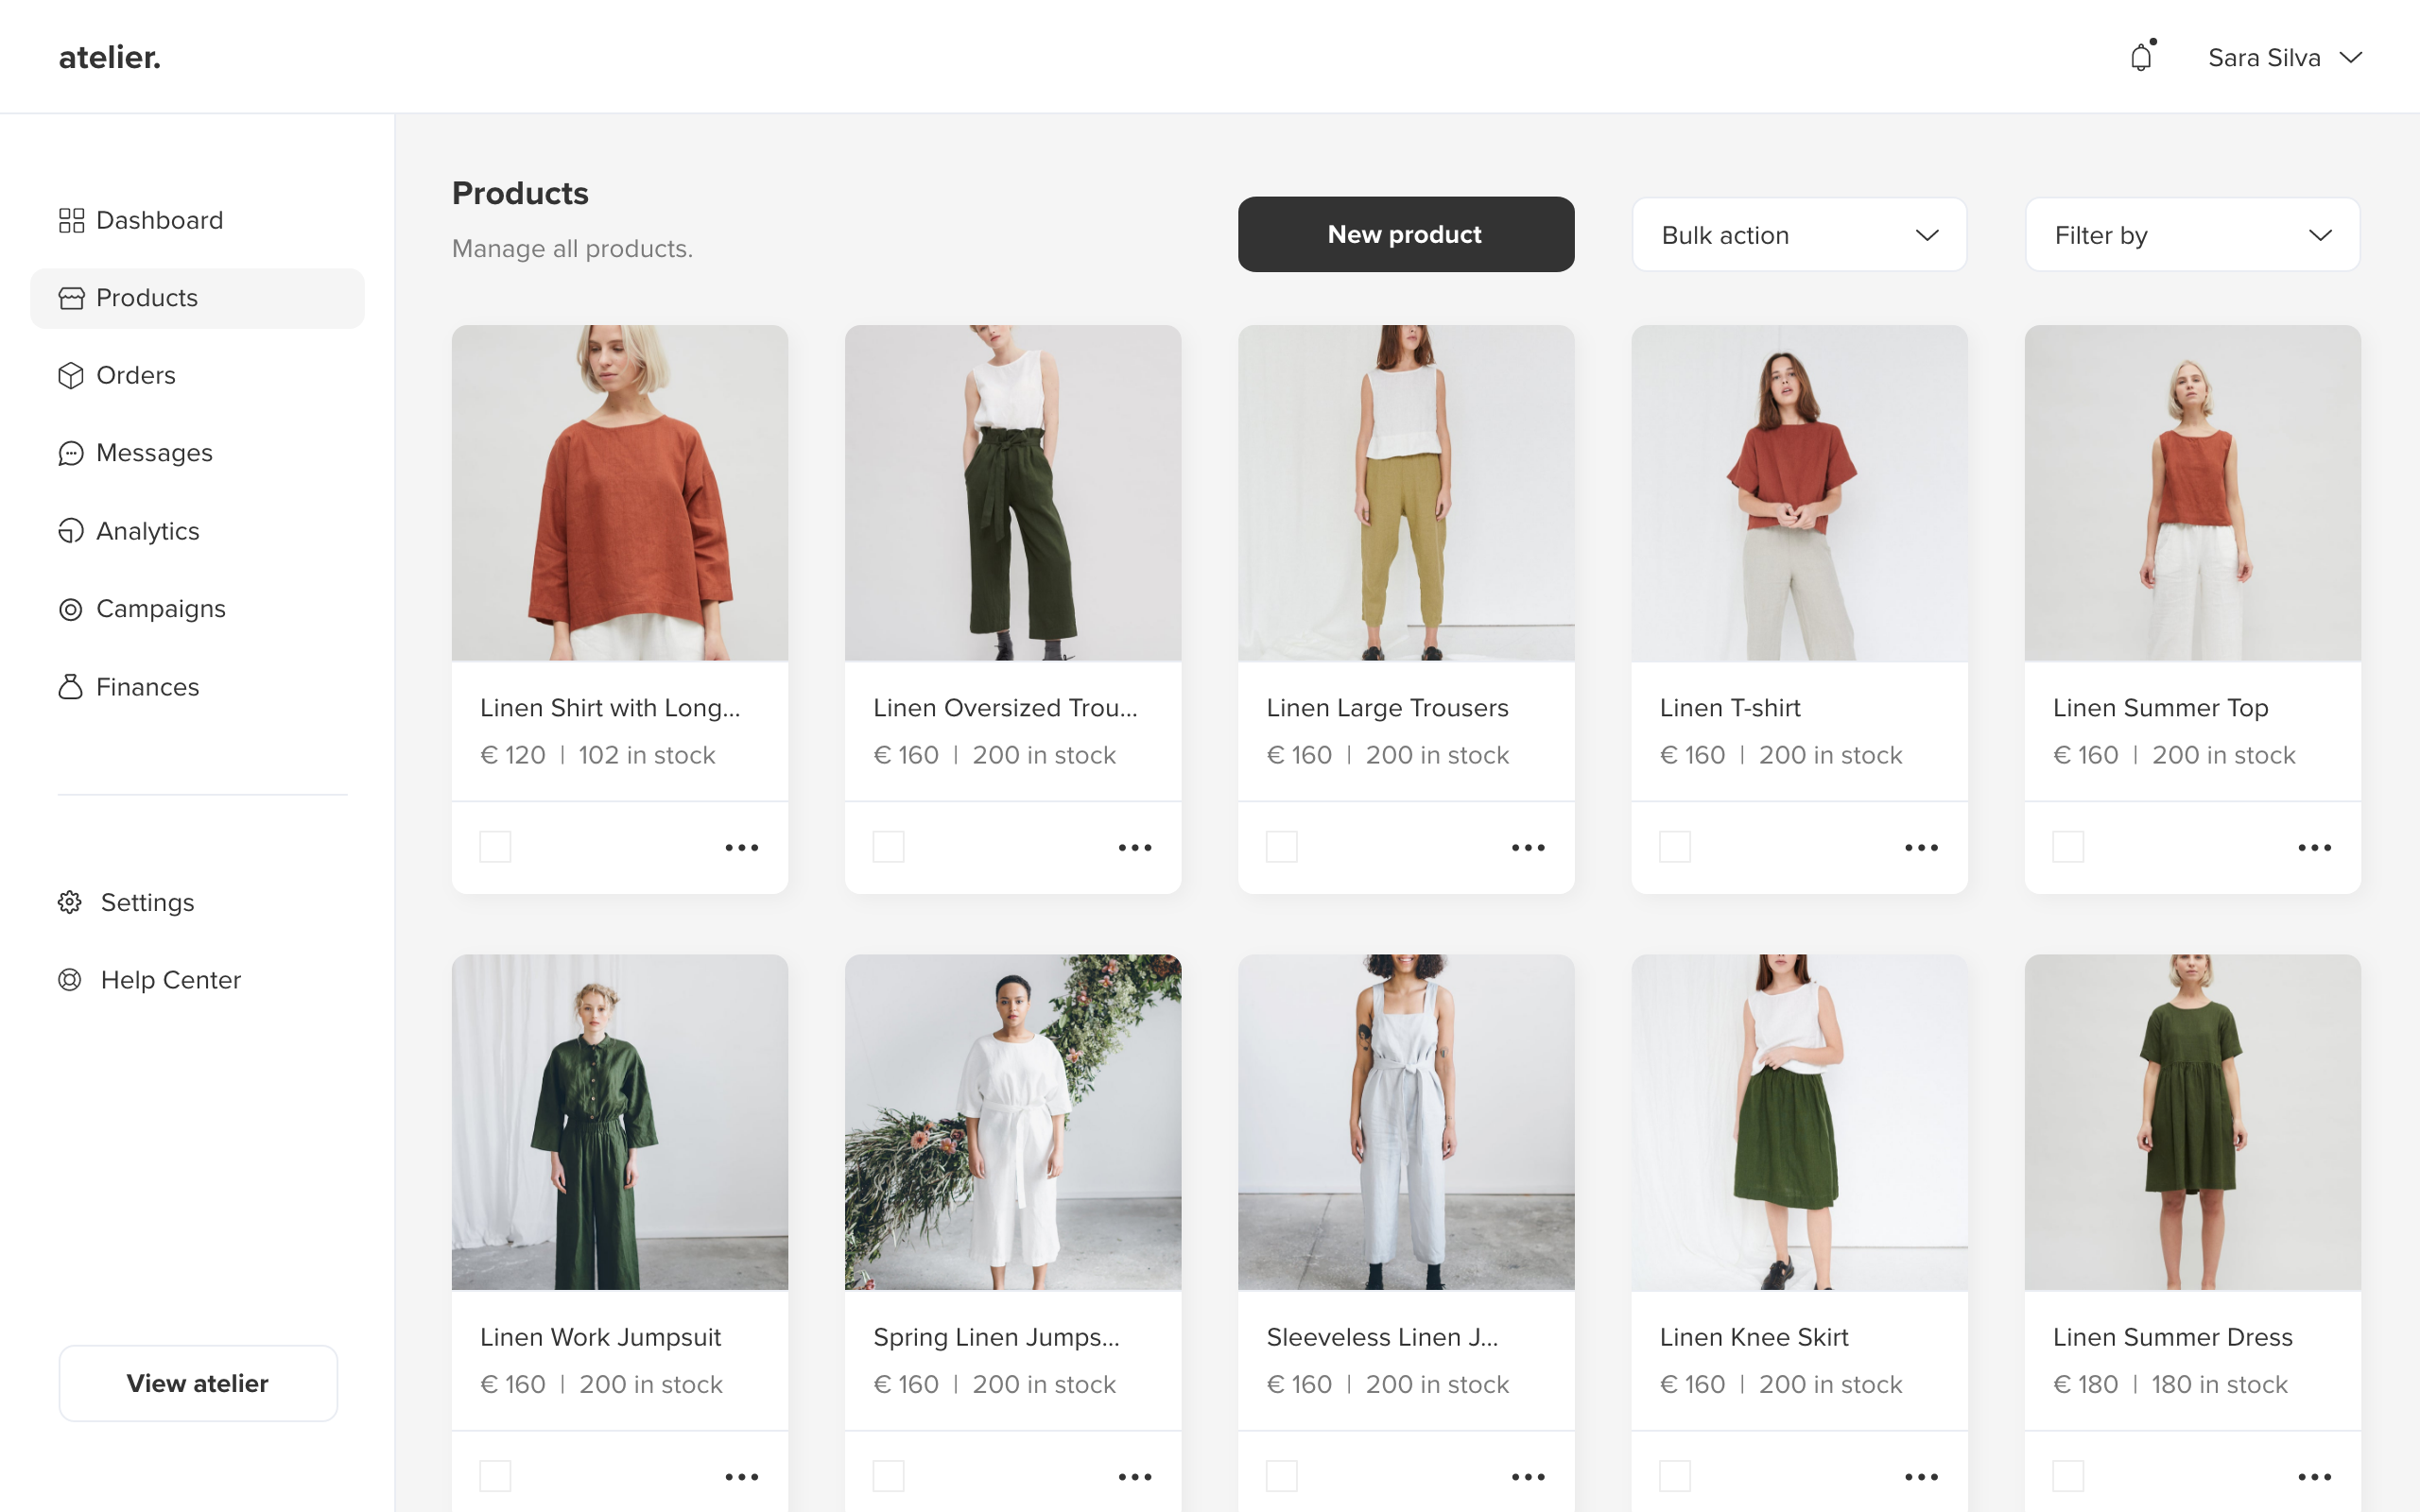 atelier.
Sara Silva
Dashboard
Products
Orders
Messages
Analytics
Campaigns
Finances
Settings
Help Center
View atelier
Products
Manage all products.
New product
Bulk action
Filter by
Linen Shirt with Long...
€ 120 | 102 in stock
Linen Oversized Trou...
€ 160 | 200 in stock
Linen Large Trousers
€ 160 | 200 in stock
Linen T-shirt
€ 160 | 200 in stock
Linen Summer Top
€ 160 | 200 in stock
Linen Work Jumpsuit
€ 160 | 200 in stock
Spring Linen Jumps...
€ 160 | 200 in stock
Sleeveless Linen J...
€ 160 | 200 in stock
Linen Knee Skirt
€ 160 | 200 in stock
Linen Summer Dress
€ 180 | 180 in stock